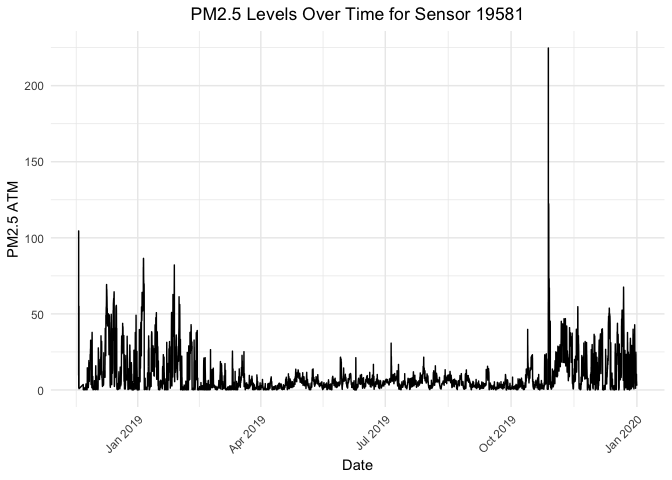 PM2.5 Levels Over Time for Sensor 19581
200
150
100
50
0
PM2.5 ATM
Jan 2019
Apr 2019
Jul 2019
Oct 2019
Jan 2020
Date